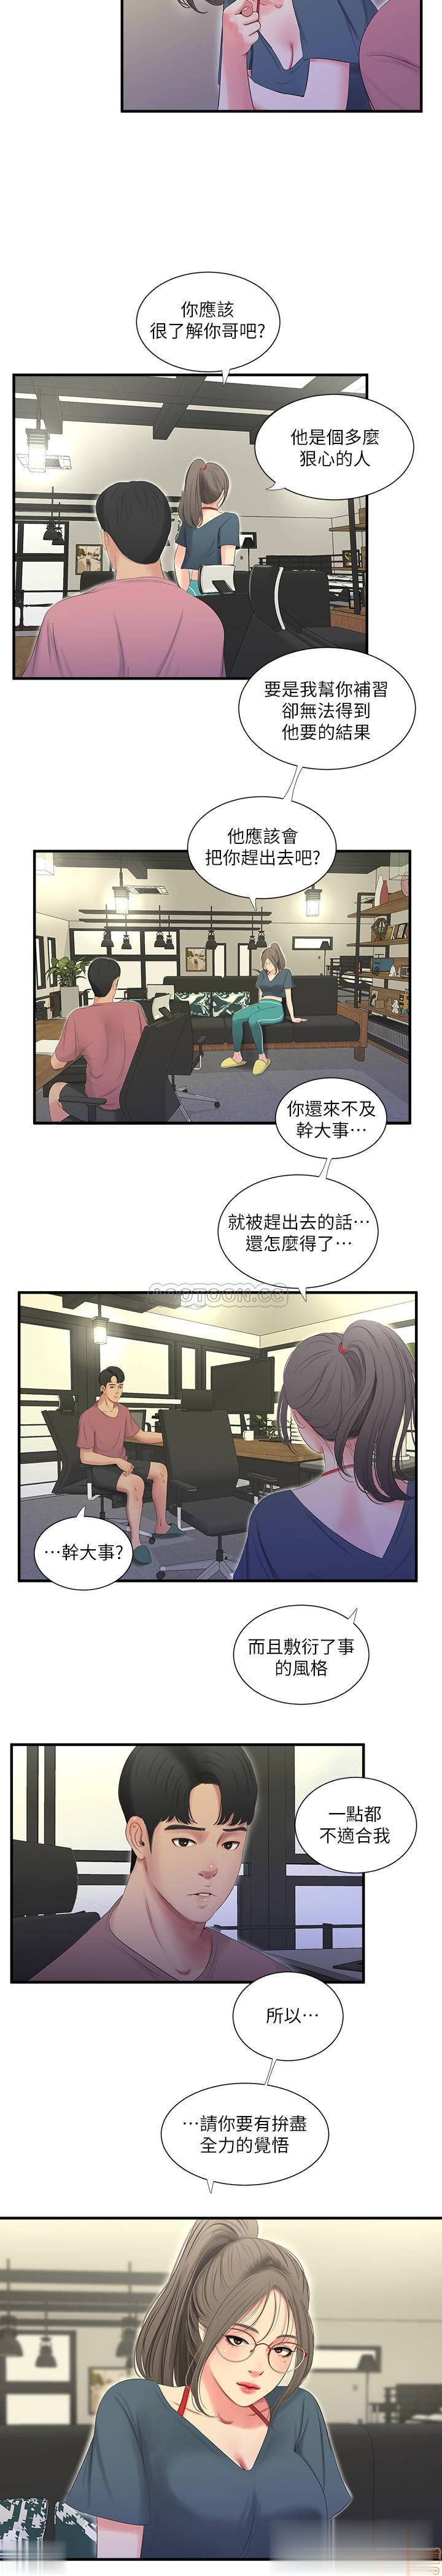 你應該
很了解你哥吧?
他是個多麼
狠心的人
要是我幫你補習
卻無法得到
他要的結果
他應該會
把你趕出去吧?
你還來不及
幹大事⋯
就被趕出去的話⋯
還怎麼得了⋯
⋯幹大事?
而且敷衍了事
的風格
一點都
不適合我
所以⋯
⋯請你要有拚盡
全力的覺悟